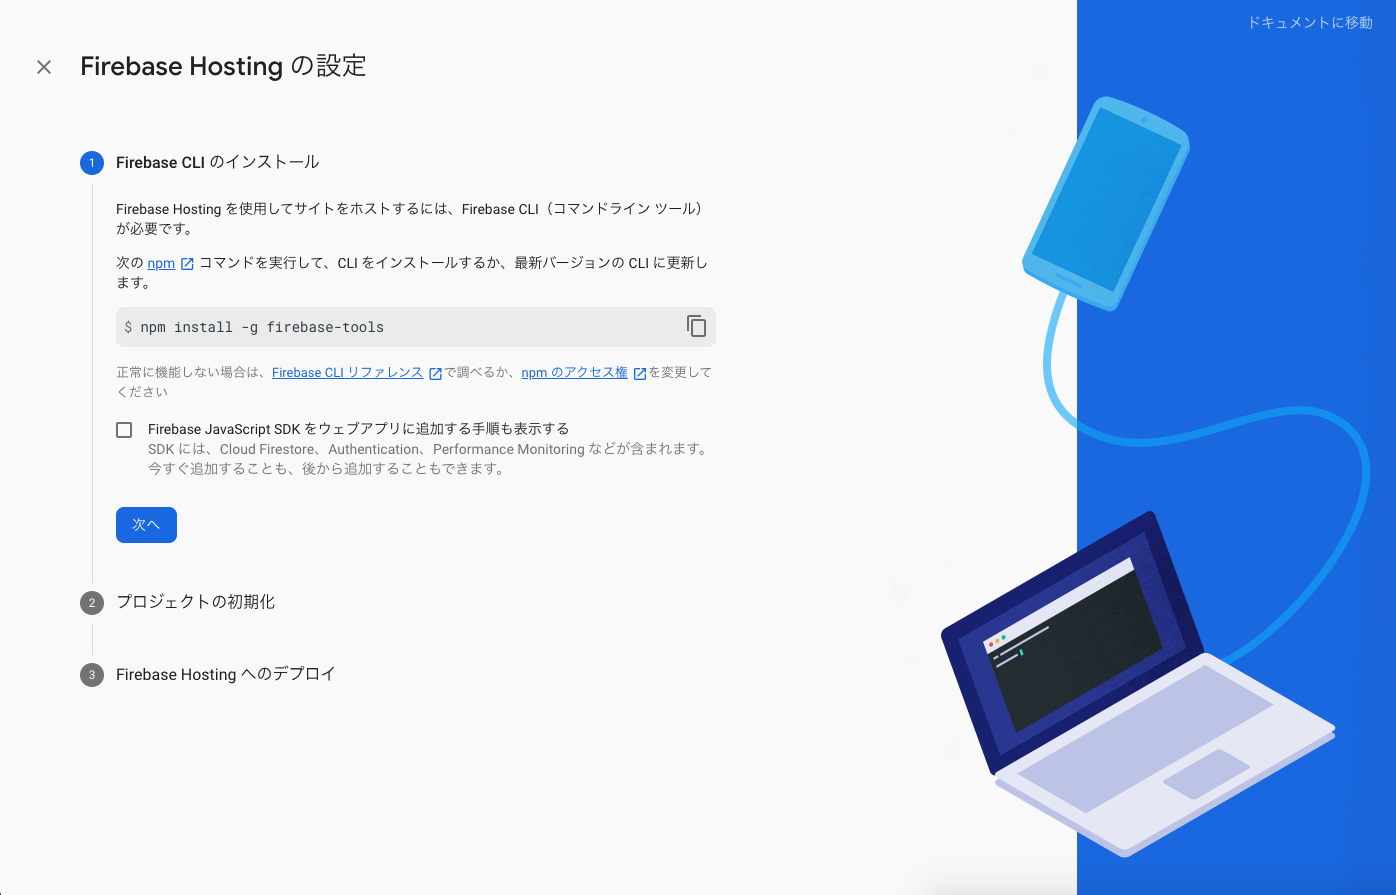 ドキュメントに移動
Firebase Hosting の設定
1 Firebase CLI のインストール
Firebase Hosting を使用してサイトをホストするには、Firebase CLI（コマンドライン ツール）
が必要です。
次の npm コマンドを実行して、CLI をインストールするか、最新バージョンの CLI に更新し
ます。
$ npm install -g firebase-tools
正常に機能しない場合は、Firebase CLI リファレンス で調べるか、npm のアクセス権 を変更して
ください
Firebase JavaScript SDK をウェブアプリに追加する手順も表示する
SDK には、Cloud Firestore、Authentication、Performance Monitoring などが含まれます。
今すぐ追加することも、後から追加することもできます。
次へ
2 プロジェクトの初期化
3 Firebase Hosting へのデプロイ